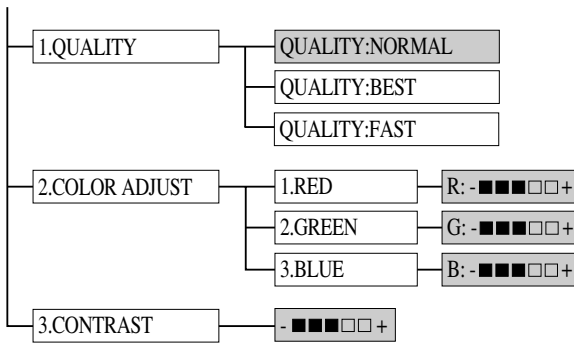 1.QUALITY
QUALITY:NORMAL
QUALITY:BEST
QUALITY:FAST
2.COLOR ADJUST
1.RED
R: -■■■□□+
2.GREEN
G: -■■■□□+
3.BLUE
B: -■■■□□+
3.CONTRAST
- ■■■□□ +